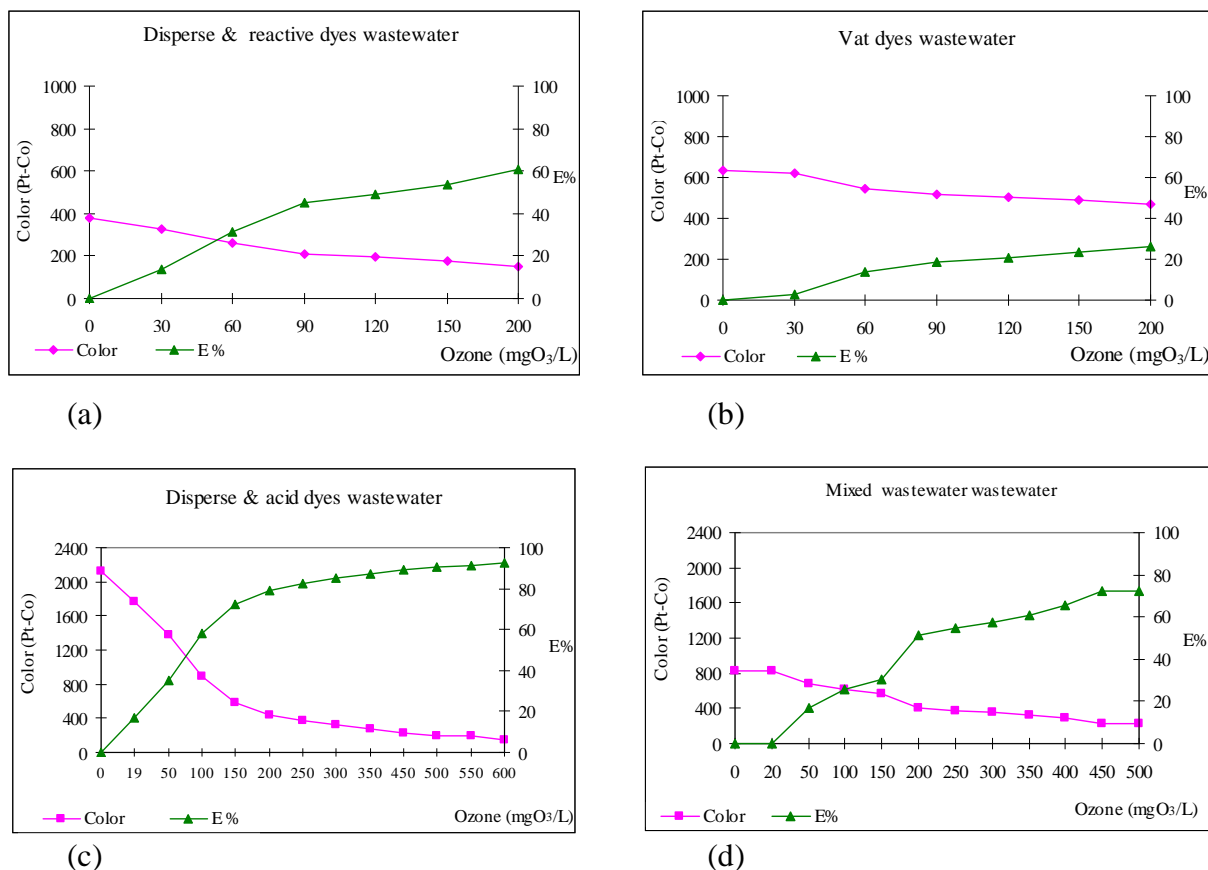 Disperse & reactive dyes wastewater
1000 100
800 80
600 60
400 40
200 20
0 0
Color (Pt-Co)
E%
0 30 60 90 120 150 200
Color E% Ozone (mgO₃/L)
(a)
Vat dyes wastewater
1000 100
800 80
600 60
400 40
200 20
0 0
Color (Pt-Co)
E%
0 30 60 90 120 150 200
Color E% Ozone (mgO₃/L)
(b)
Disperse & acid dyes wastewater
2400 100
2000 80
1600 60
1200
800 40
400 20
0 0
Color (Pt-Co)
E%
0 19 50 100 150 200 250 300 350 450 500 550 600
Color E% Ozone (mgO₃/L)
(c)
Mixed wastewater wastewater
2400 100
2000 80
1600 60
1200
800 40
400 20
0 0
Color (Pt-Co)
E%
0 20 50 100 150 200 250 300 350 400 450 500
Color E% Ozone (mgO₃/L)
(d)